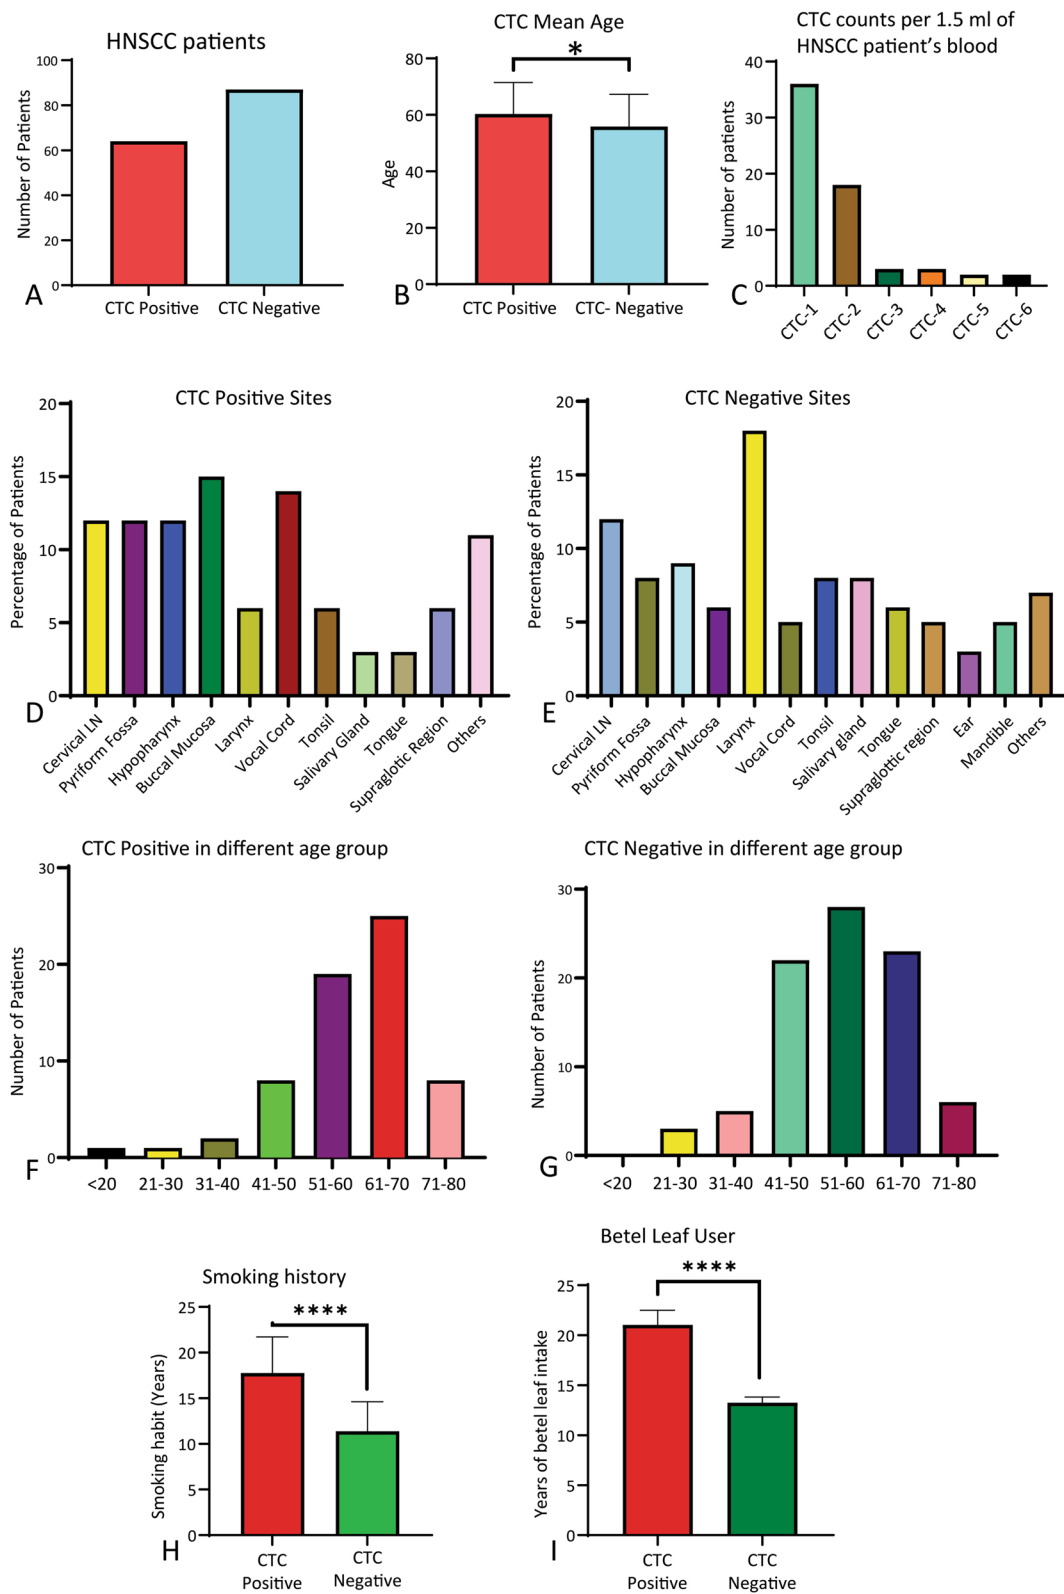 HNSCC patients
Number of Patients
100
80
60
40
20
0
CTC Positive
CTC Negative
A
CTC Mean Age
*
Age
80
60
40
20
0
CTC Positive
CTC- Negative
B
CTC counts per 1.5 ml of
HNSCC patient's blood
Number of patients
40
30
20
10
0
CTC-1
CTC-2
CTC-3
CTC-4
CTC-5
CTC-6
C
CTC Positive Sites
Percentage of Patients
20
15
10
5
0
Cervical LN
Pyriform Fossa
Hypopharynx
Buccal Mucosa
Larynx
Vocal Cord
Tonsil
Salivary Gland
Tongue
Supraglotic Region
Others
D
CTC Negative Sites
Percentage of Patients
20
15
10
5
0
Cervical LN
Pyriform Fossa
Hypopharynx
Buccal Mucosa
Larynx
Vocal Cord
Tonsil
Salivary gland
Tongue
Supraglottic region
Ear
Mandible
Others
E
CTC Positive in different age group
Number of Patients
30
20
10
0
<20
21-30
31-40
41-50
51-60
61-70
71-80
F
CTC Negative in different age group
Number of Patients
30
20
10
0
<20
21-30
31-40
41-50
51-60
61-70
71-80
G
Smoking history
****
Smoking habit (Years)
25
20
15
10
5
0
CTC
Positive
CTC
Negative
H
Betel Leaf User
****
Years of betel leaf intake
25
20
15
10
5
0
CTC
Positive
CTC
Negative
I